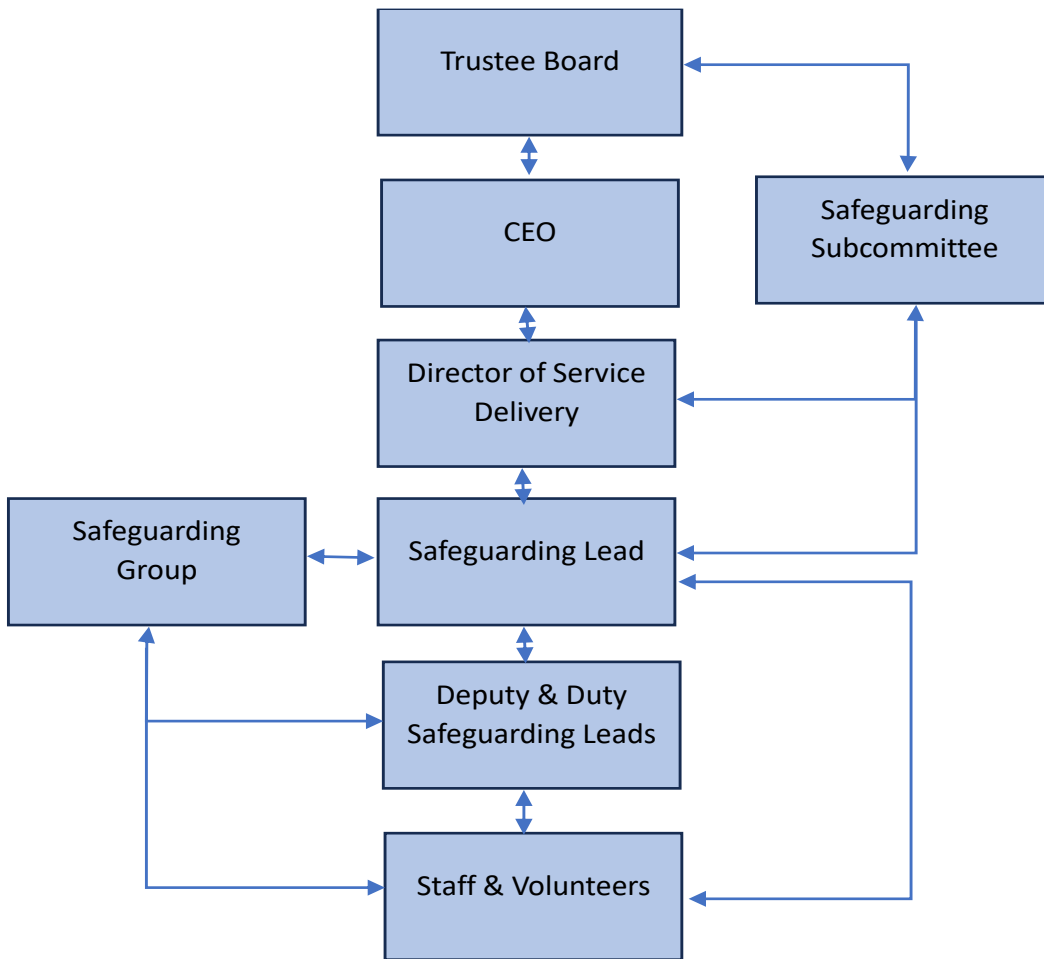 Trustee Board
CEO
Safeguarding
Subcommittee
Director of Service
Delivery
Safeguarding
Group
Safeguarding Lead
Deputy & Duty
Safeguarding Leads
Staff & Volunteers